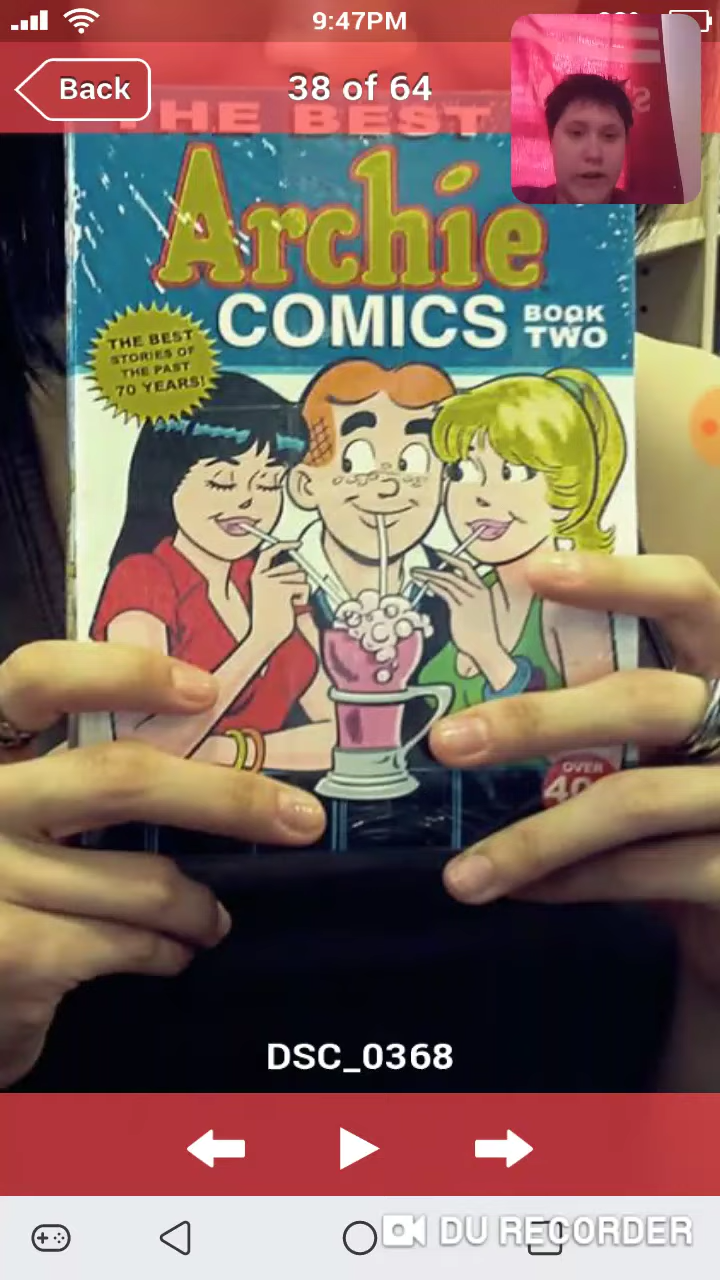 9:47PM
Back
38 of 64
THE BEST
Archie
COMICS
BOOK
TWO
THE BEST
STORIES OF
THE PAST
70 YEARS!
OVER
DSC_0368
DU RECORDER